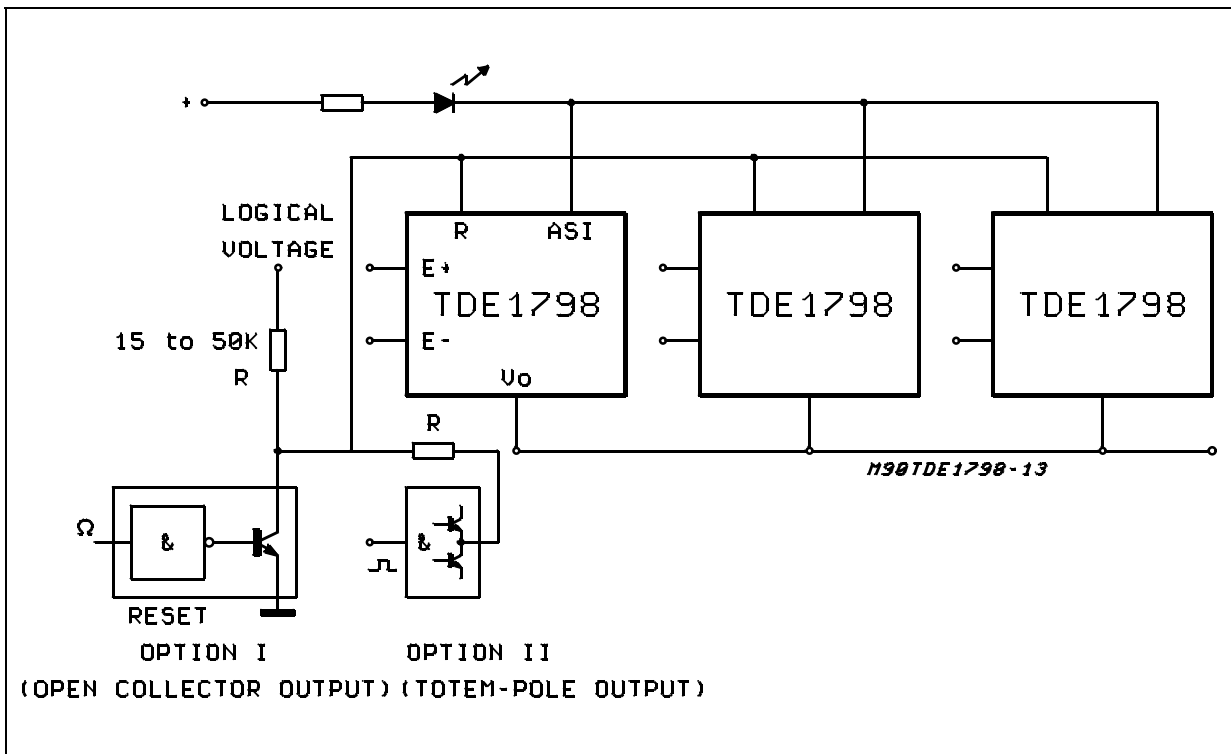 +
LOGICAL
VOLTAGE
R ASI
E+
TDE1798 TDE1798 TDE1798
15 to 50K
R
E-
Vo
R
M90TDE1798-13
Ω
&
&
RESET
OPTION I OPTION II
(OPEN COLLECTOR OUTPUT) (TOTEM-POLE OUTPUT)